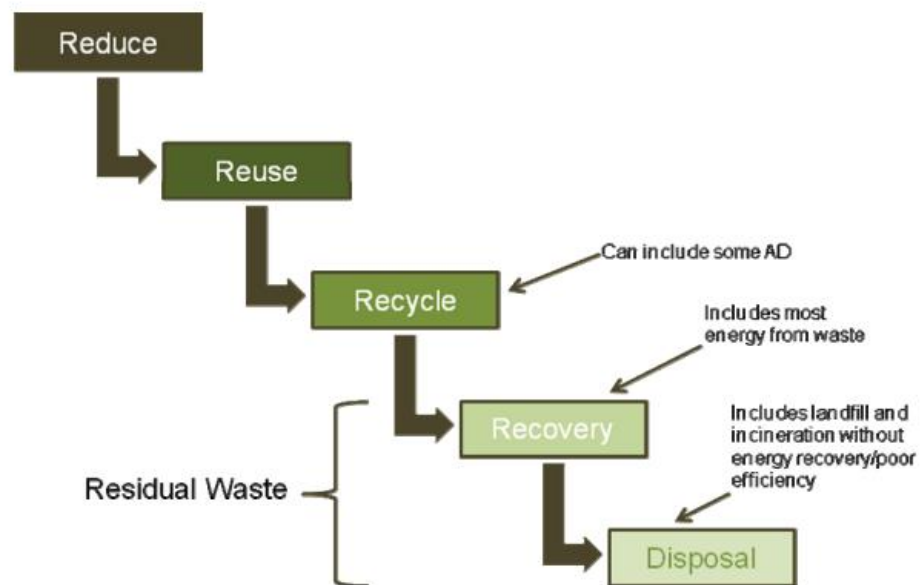 Reduce
Reuse
Can include some AD
Recycle
Includes most
energy from waste
Recovery
Includes landfill and
incineration without
energy recovery/poor
efficiency
Residual Waste
Disposal